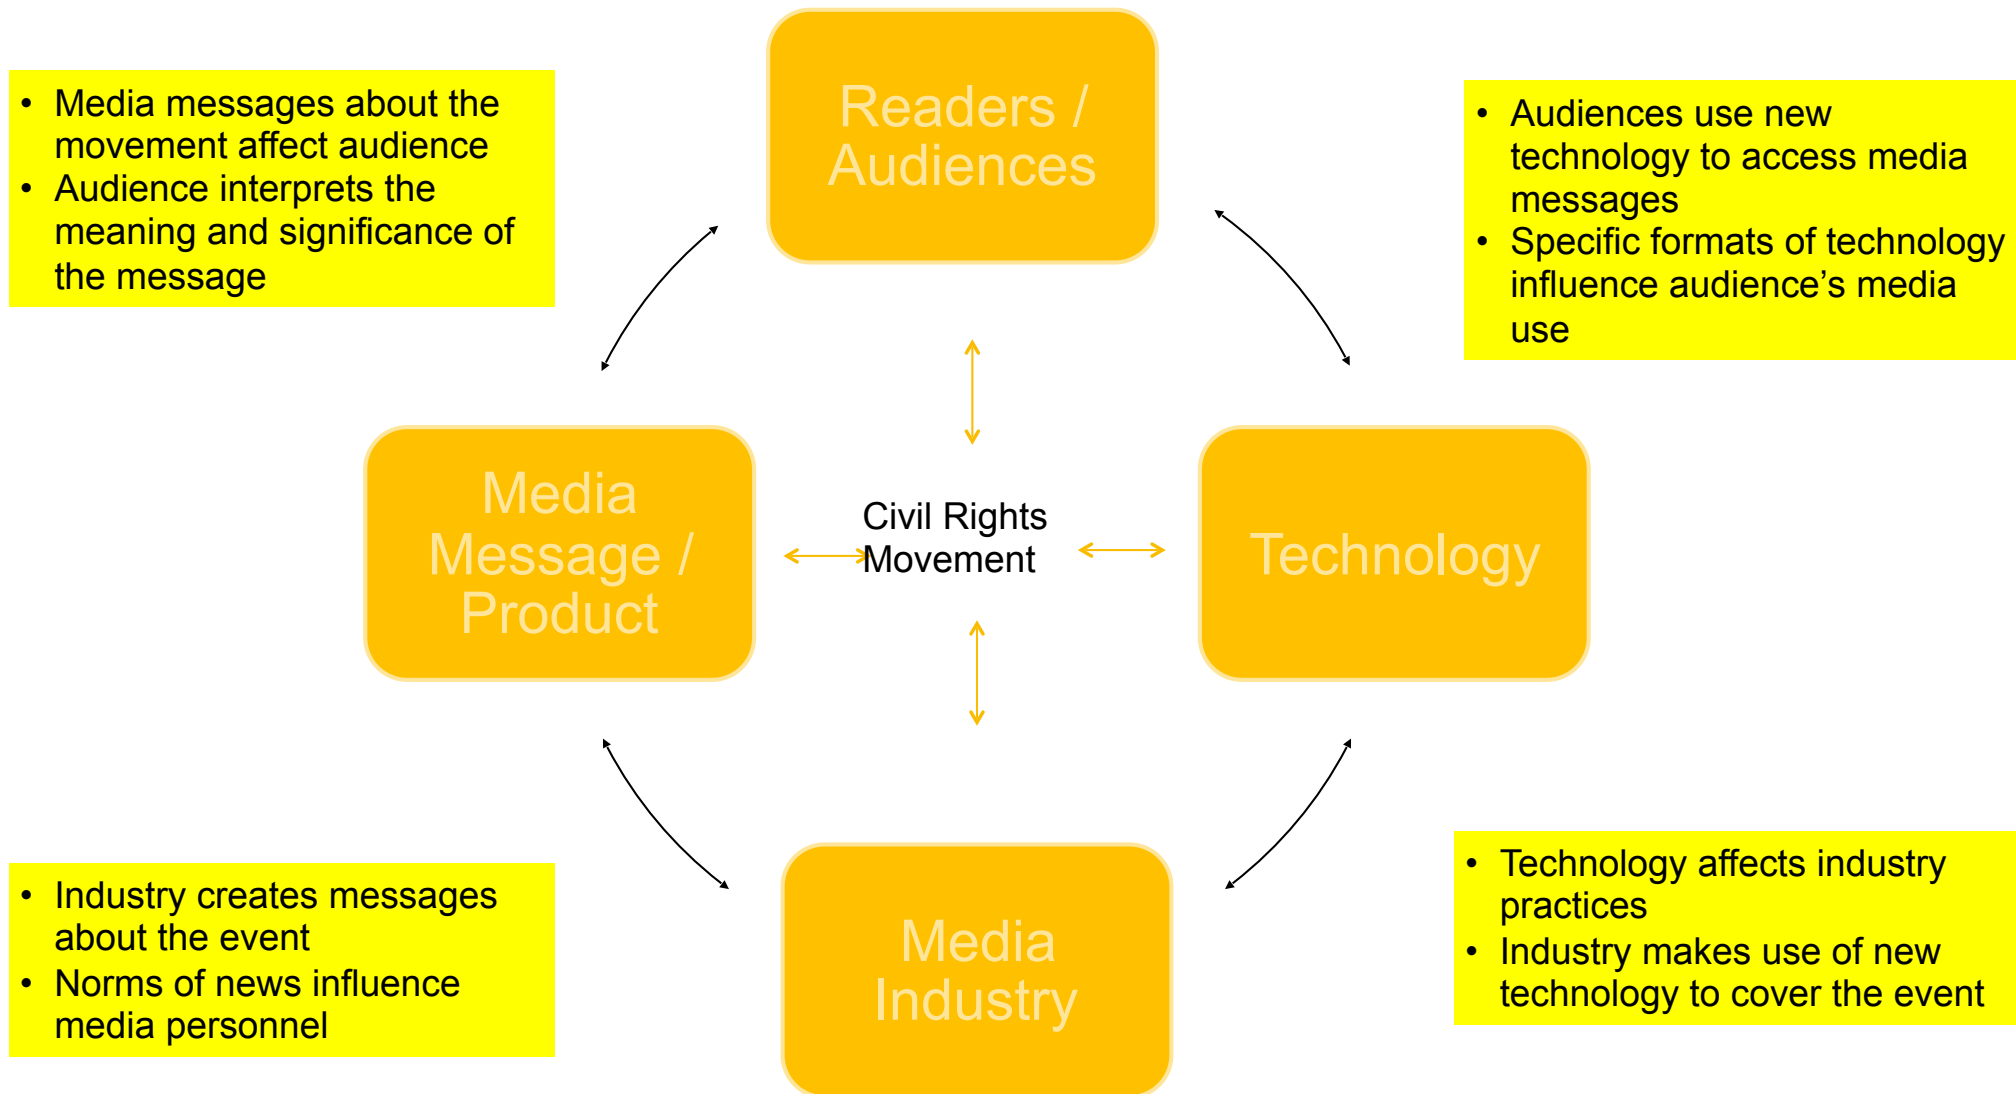 Readers /
Audiences
• Media messages about the
movement affect audience
• Audience interprets the
meaning and significance of
the message
• Audiences use new
technology to access media
messages
• Specific formats of technology
influence audience’s media
use
Media
Message /
Product
Civil Rights
Movement
Technology
• Industry creates messages
about the event
• Norms of news influence
media personnel
Media
Industry
• Technology affects industry
practices
• Industry makes use of new
technology to cover the event